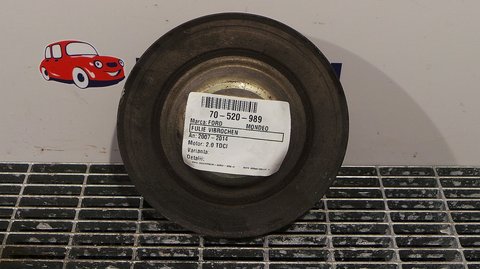 70-520-989
Marca: FORD MONDEO
FULIE VIBROCHEN
An: 2007 - 2014
Motor: 2.0 TDCI
Varianta:
Detalii: